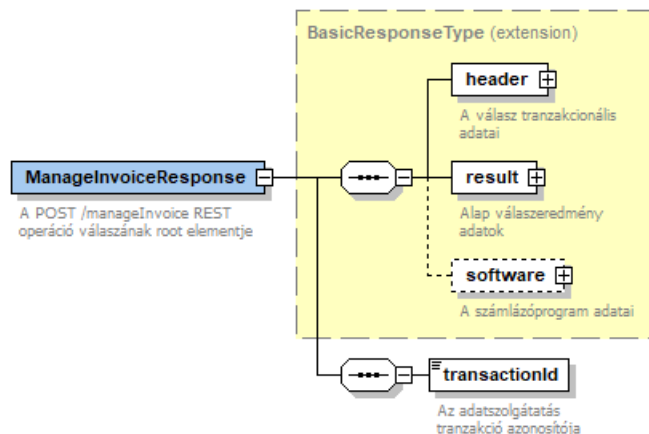 BasicResponseType (extension)
header
A válasz tranzakcionális
adatai
ManageInvoiceResponse
A POST /manageInvoice REST
operáció válaszának root elementje
result
Alap válaszeredmény
adatok
software
A számlázóprogram adatai
transactionId
Az adatszolgátatás
tranzakció azonosítója